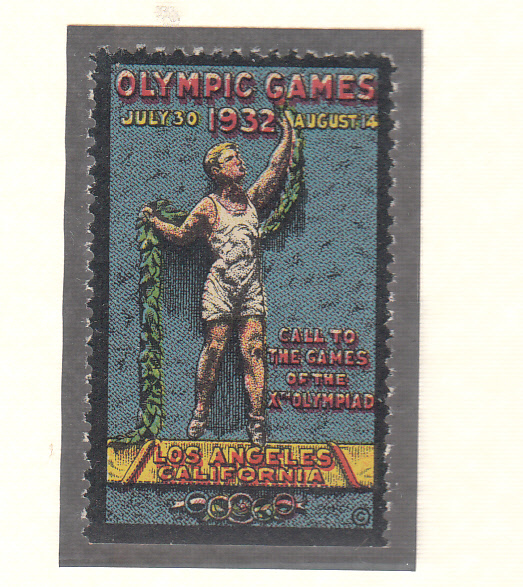 OLYMPIC GAMES
JULY 30 1932 AUGUST 14
CALL TO
THE GAMES
OF THE
XTH OLYMPIAD
LOS ANGELES
CALIFORNIA
©